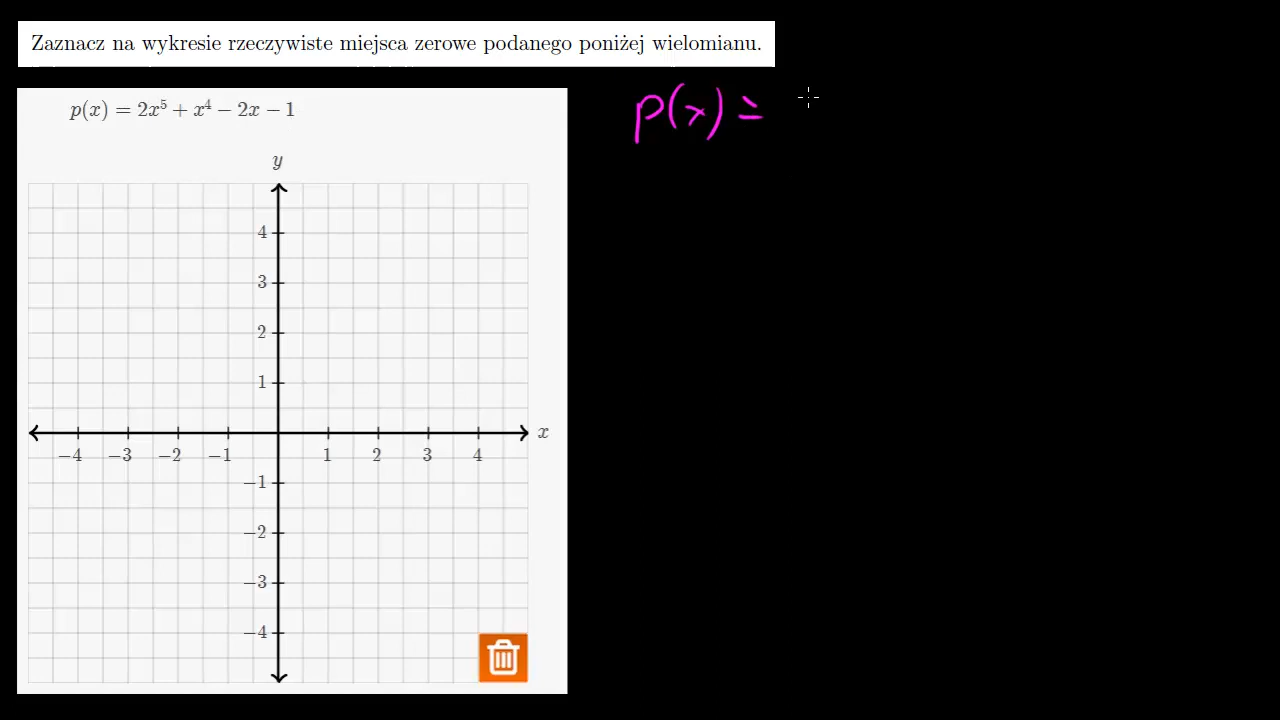 Zaznacz na wykresie rzeczywiste miejsca zerowe podanego poniżej wielomianu.
p(x) = 2x⁵ + x⁴ − 2x − 1
p(x) =
y
4
3
2
1
x
−4 −3 −2 −1 1 2 3 4
−1
−2
−3
−4